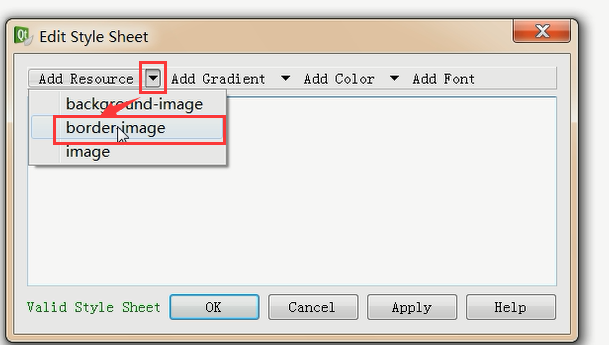 Qt Edit Style Sheet
Add Resource Add Gradient Add Color Add Font
background-image
border-image
image
Valid Style Sheet OK Cancel Apply Help